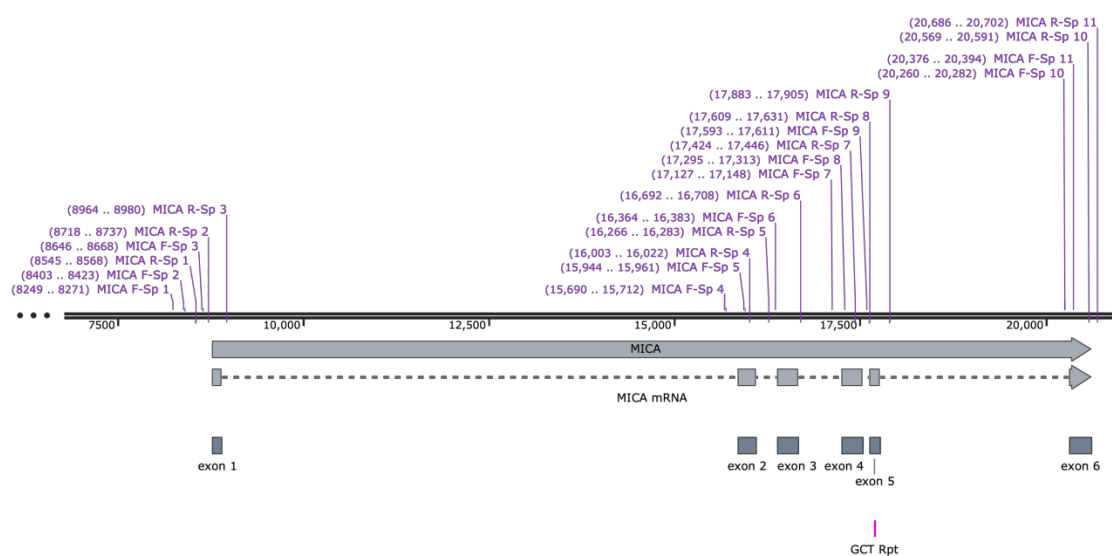 (20,686 .. 20,702) MICA R-Sp 11
(20,569 .. 20,591) MICA R-Sp 10
(20,376 .. 20,394) MICA F-Sp 11
(20,260 .. 20,282) MICA F-Sp 10
(17,883 .. 17,905) MICA R-Sp 9
(17,609 .. 17,631) MICA R-Sp 8
(17,593 .. 17,611) MICA F-Sp 9
(17,424 .. 17,446) MICA R-Sp 7
(17,295 .. 17,313) MICA F-Sp 8
(17,127 .. 17,148) MICA F-Sp 7
(16,692 .. 16,708) MICA R-Sp 6
(16,364 .. 16,383) MICA F-Sp 6
(16,266 .. 16,283) MICA R-Sp 5
(16,003 .. 16,022) MICA R-Sp 4
(15,944 .. 15,961) MICA F-Sp 5
(15,690 .. 15,712) MICA F-Sp 4
(8964 .. 8980) MICA R-Sp 3
(8718 .. 8737) MICA R-Sp 2
(8646 .. 8668) MICA F-Sp 3
(8545 .. 8568) MICA R-Sp 1
(8403 .. 8423) MICA F-Sp 2
(8249 .. 8271) MICA F-Sp 1
7500 10,000 12,500 15,000 17,500 20,000
MICA
MICA mRNA
exon 1 exon 2 exon 3 exon 4 exon 6
exon 5
GCT Rpt